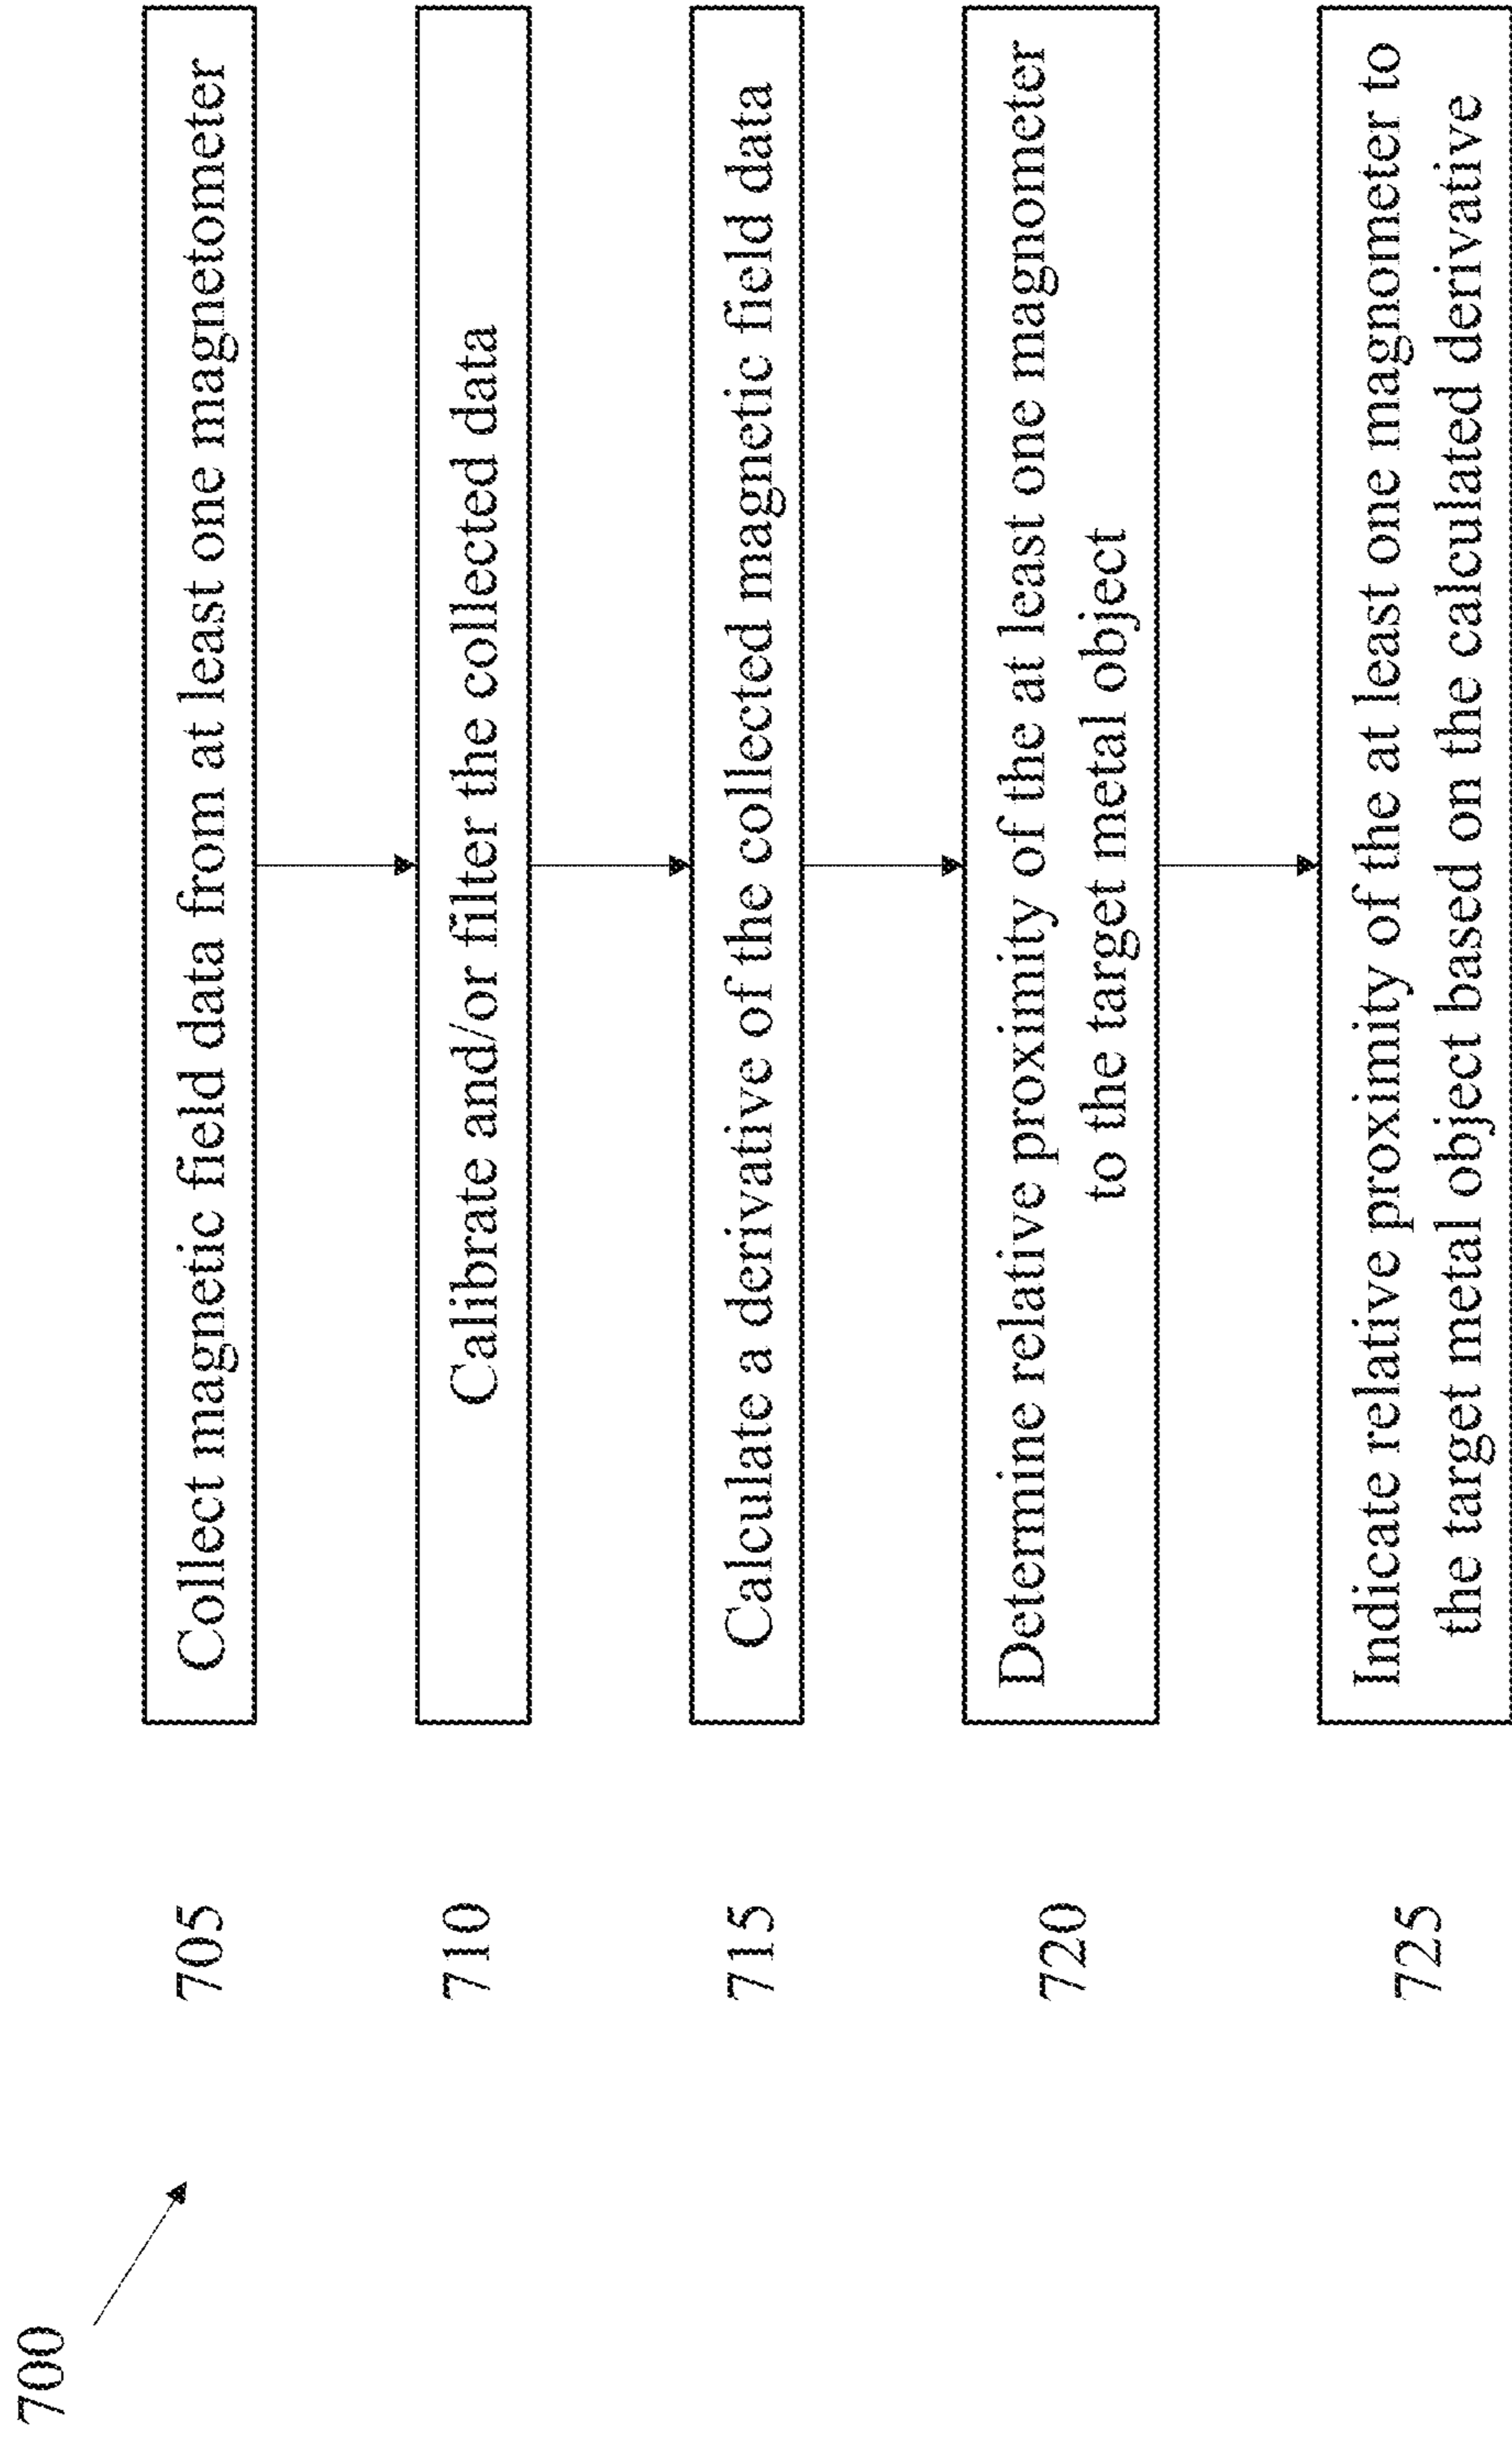 700
705
Collect magnetic field data from at least one magnetometer
710
Calibrate and/or filter the collected data
715
Calculate a derivative of the collected magnetic field data
720
Determine relative proximity of the at least one magnometer
to the target metal object
725
Indicate relative proximity of the at least one magnometer to
the target metal object based on the calculated derivative